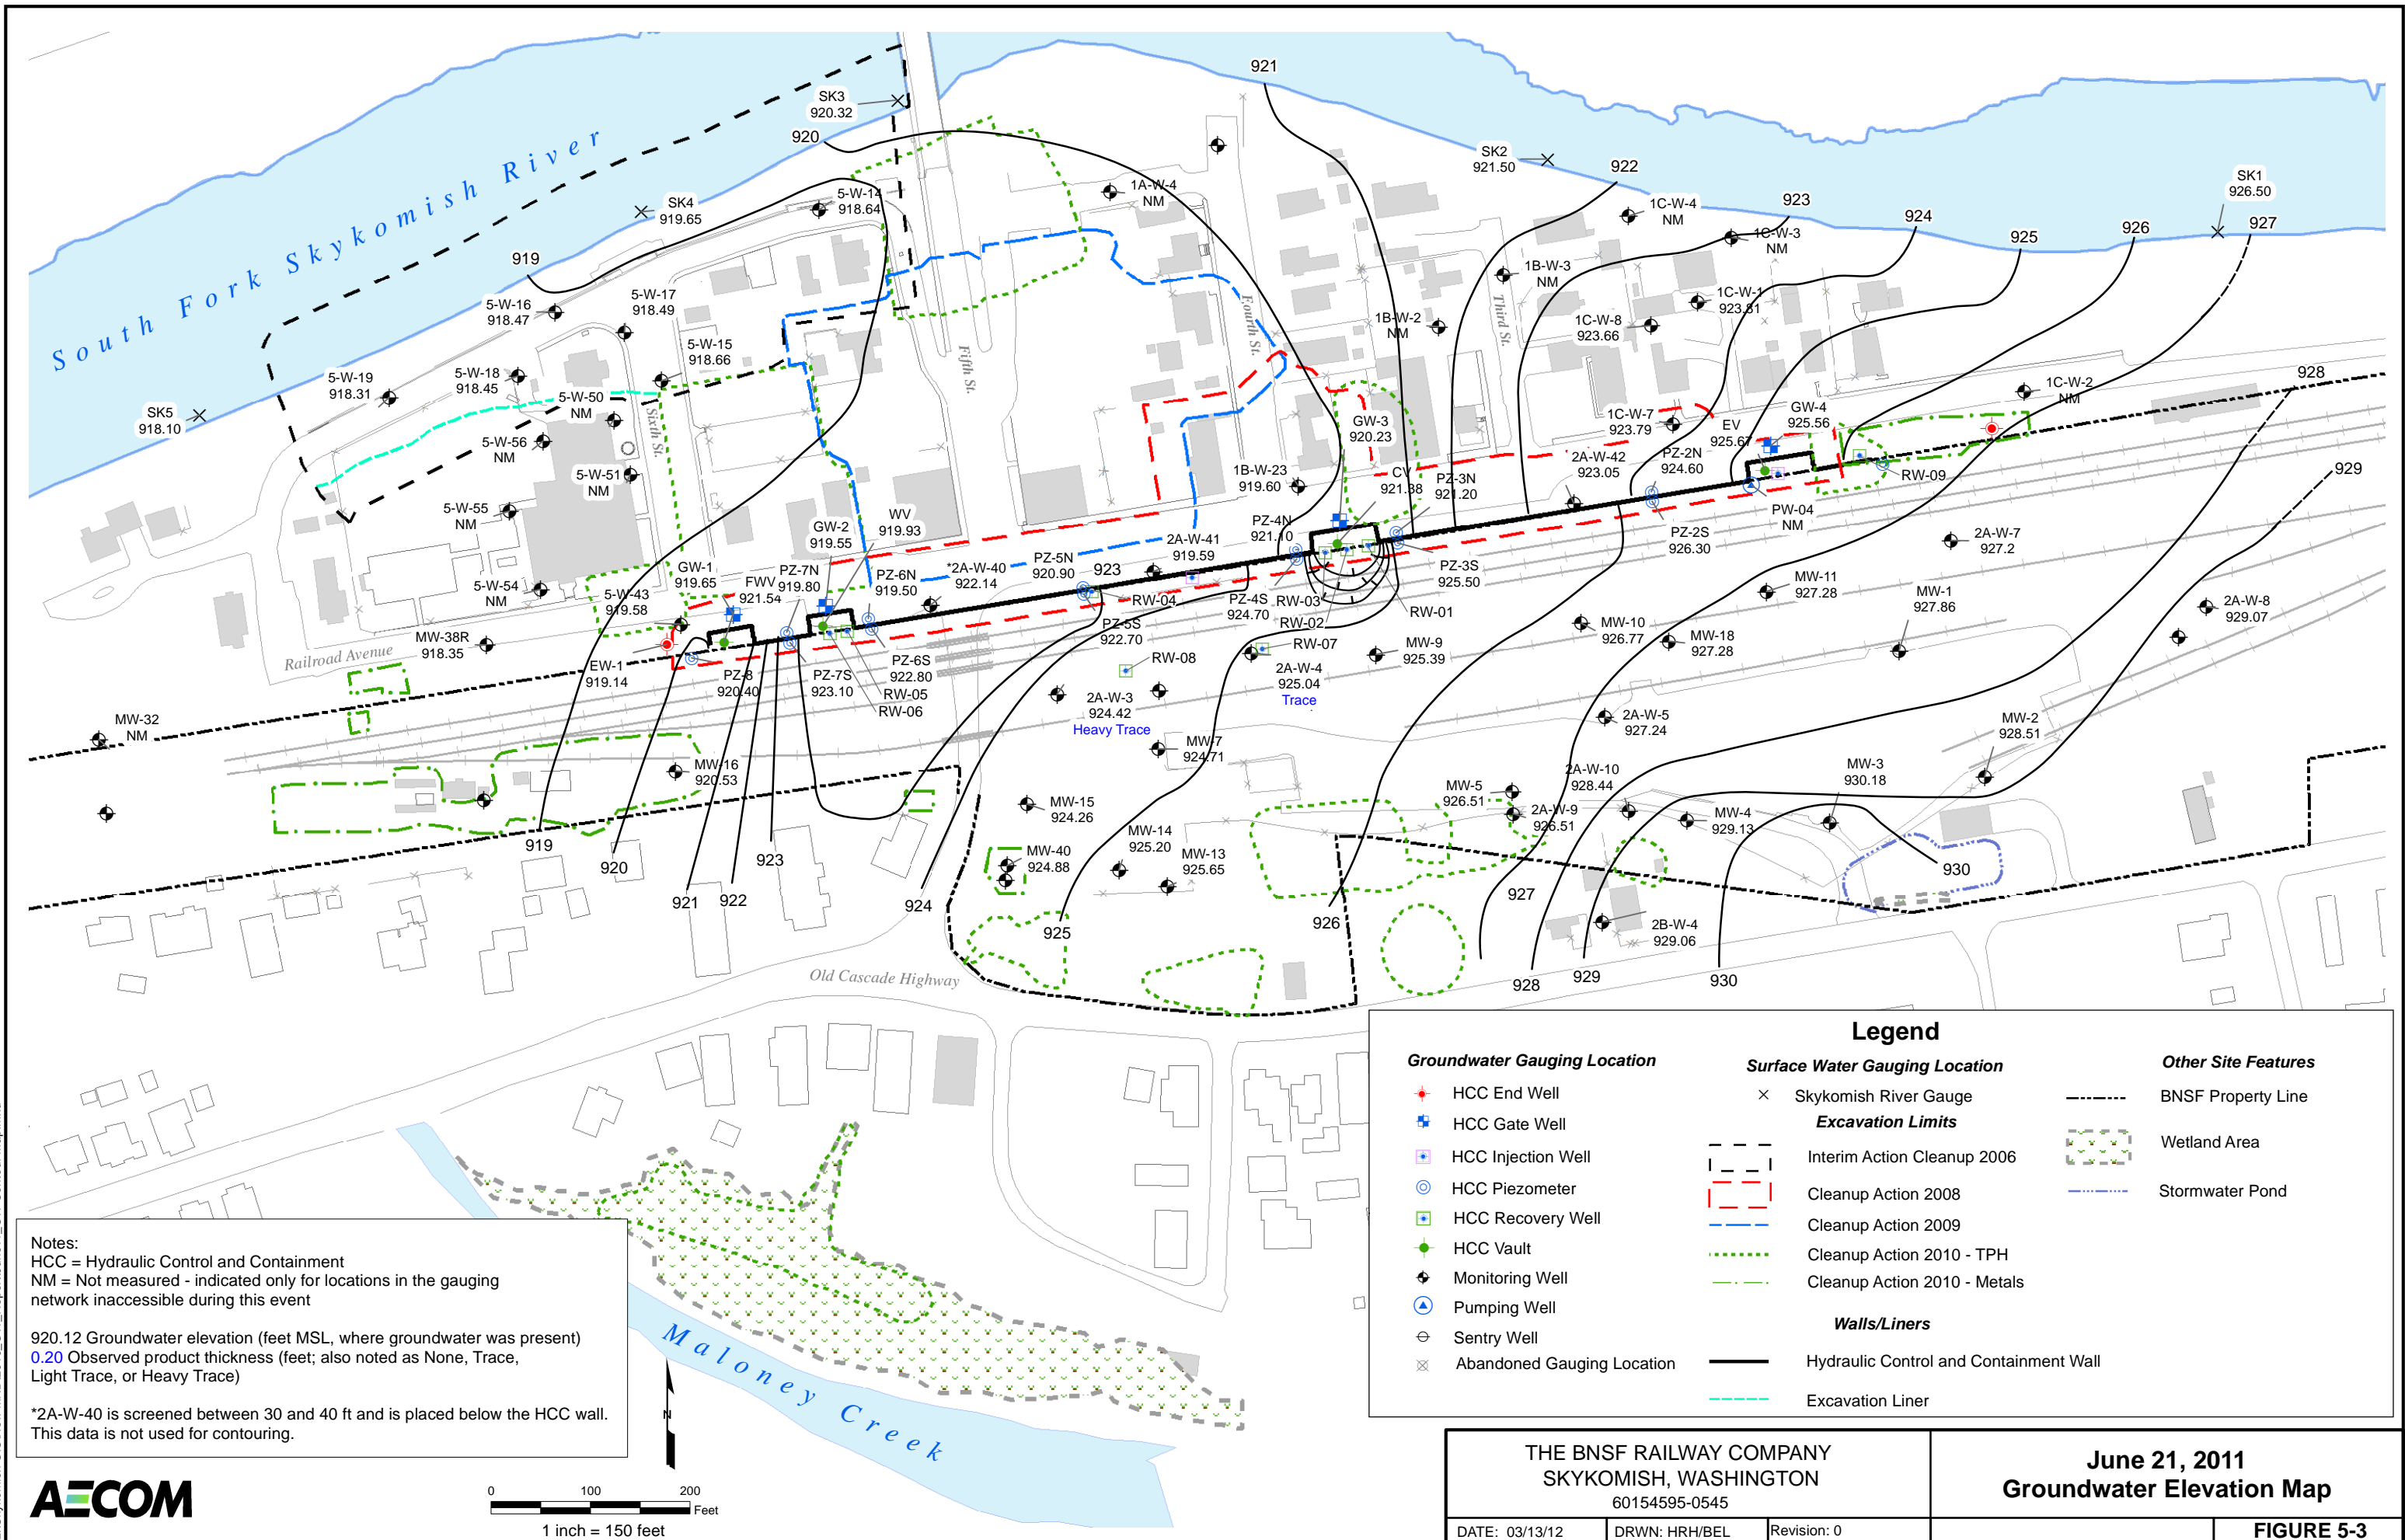 South Fork Skykomish River
SK3
920.32
920
921
SK2
921.50
922
SK1
926.50
923
924
925
926
927
SK4
919.65
5-W-14
918.64
1A-W-4
NM
1C-W-4
NM
1C-W-3
NM
919
5-W-16
918.47
5-W-17
918.49
1B-W-3
NM
1C-W-1
923.81
5-W-15
918.66
1B-W-2
NM
1C-W-8
923.66
Fourth St.
Third St.
Fifth St.
Sixth St.
5-W-19
918.31
5-W-18
918.45
5-W-50
NM
SK5
918.10
5-W-56
NM
5-W-51
NM
5-W-55
NM
5-W-54
NM
1C-W-2
NM
928
1C-W-7
923.79
EV
925.67
GW-4
925.56
GW-3
920.23
CV
921.38
PZ-3N
921.20
2A-W-42
923.05
PZ-2N
924.60
RW-09
929
1B-W-23
919.60
PZ-4N
921.10
PW-04
NM
PZ-2S
926.30
2A-W-7
927.2
GW-2
919.55
WV
919.93
2A-W-41
919.59
PZ-5N
920.90
923
*2A-W-40
922.14
PZ-6N
919.50
PZ-7N
919.80
FWV
921.54
GW-1
919.65
5-W-43
919.58
PZ-3S
925.50
RW-01
RW-04
PZ-4S
924.70
RW-03
RW-02
PZ-5S
922.70
RW-07
MW-11
927.28
MW-1
927.86
2A-W-8
929.07
MW-10
926.77
MW-18
927.28
MW-9
925.39
MW-38R
918.35
Railroad Avenue
EW-1
919.14
PZ-8
920.40
PZ-7S
923.10
PZ-6S
922.80
RW-05
RW-06
RW-08
2A-W-4
925.04
Trace
2A-W-3
924.42
Heavy Trace
MW-32
NM
MW-16
920.53
MW-7
924.71
2A-W-5
927.24
MW-2
928.51
MW-15
924.26
MW-5
926.51
2A-W-10
928.44
MW-3
930.18
2A-W-9
926.51
MW-4
929.13
MW-40
924.88
MW-14
925.20
MW-13
925.65
2B-W-4
929.06
919
920
921
922
923
924
925
926
927
928
929
930
930
Old Cascade Highway
Maloney Creek
Legend
Groundwater Gauging Location
HCC End Well
HCC Gate Well
HCC Injection Well
HCC Piezometer
HCC Recovery Well
HCC Vault
Monitoring Well
Pumping Well
Sentry Well
Abandoned Gauging Location
Surface Water Gauging Location
Skykomish River Gauge
Excavation Limits
Interim Action Cleanup 2006
Cleanup Action 2008
Cleanup Action 2009
Cleanup Action 2010 - TPH
Cleanup Action 2010 - Metals
Walls/Liners
Hydraulic Control and Containment Wall
Excavation Liner
Other Site Features
BNSF Property Line
Wetland Area
Stormwater Pond
Notes:
HCC = Hydraulic Control and Containment
NM = Not measured - indicated only for locations in the gauging
network inaccessible during this event
920.12 Groundwater elevation (feet MSL, where groundwater was present)
0.20 Observed product thickness (feet; also noted as None, Trace,
Light Trace, or Heavy Trace)
*2A-W-40 is screened between 30 and 40 ft and is placed below the HCC wall.
This data is not used for contouring.
AECOM
N
0 100 200
Feet
1 inch = 150 feet
THE BNSF RAILWAY COMPANY
SKYKOMISH, WASHINGTON
60154595-0545
DATE: 03/13/12
DRWN: HRH/BEL
Revision: 0
June 21, 2011
Groundwater Elevation Map
FIGURE 5-3